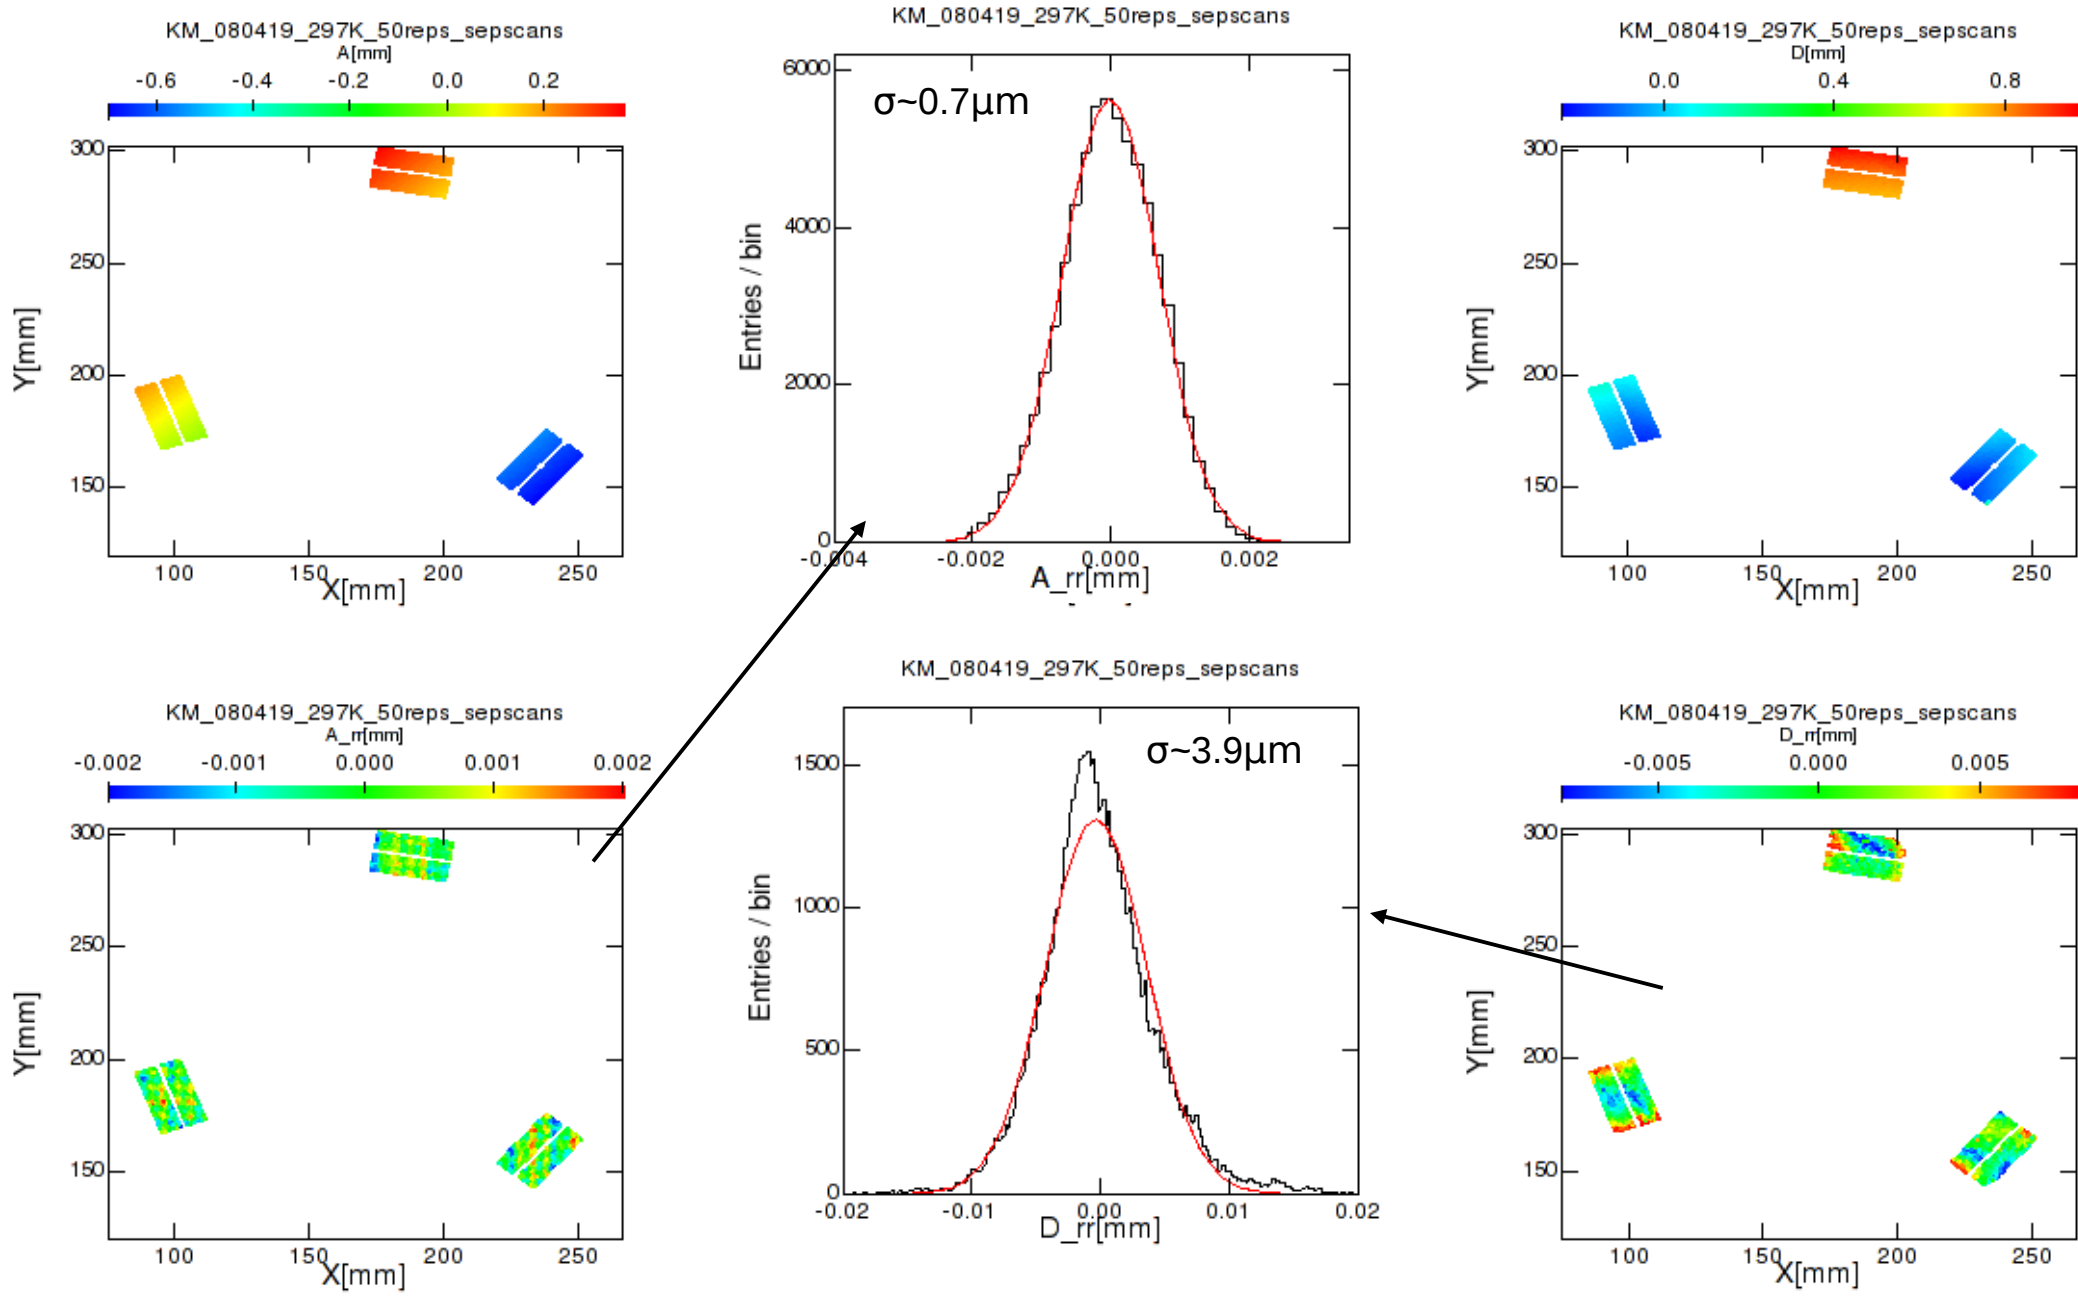 KM_080419_297K_50reps_sepscans
A[mm]
-0.6 -0.4 -0.2 0.0 0.2
300
250
200
150
Y[mm]
100 150 200 250
X[mm]
KM_080419_297K_50reps_sepscans
σ~0.7μm
6000
4000
2000
0
Entries / bin
-0.004 -0.002 0.000 0.002
A_rr[mm]
KM_080419_297K_50reps_sepscans
D[mm]
0.0 0.4 0.8
300
250
200
150
Y[mm]
100 150 200 250
X[mm]
KM_080419_297K_50reps_sepscans
A_rr[mm]
-0.002 -0.001 0.000 0.001 0.002
300
250
200
150
Y[mm]
100 150 200 250
X[mm]
KM_080419_297K_50reps_sepscans
σ~3.9μm
1500
1000
500
0
Entries / bin
-0.02 -0.01 0.00 0.01 0.02
D_rr[mm]
KM_080419_297K_50reps_sepscans
D_rr[mm]
-0.005 0.000 0.005
300
250
200
150
Y[mm]
100 150 200 250
X[mm]